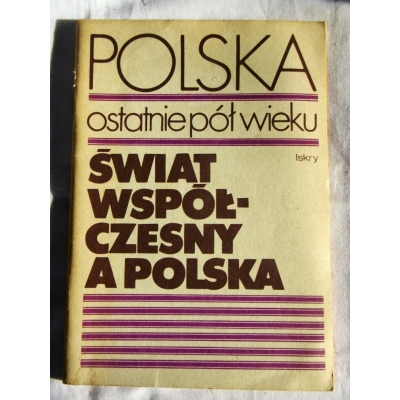 POLSKA
ostatnie pół wieku
Iskry
ŚWIAT
WSPÓŁ-
CZESNY
A POLSKA